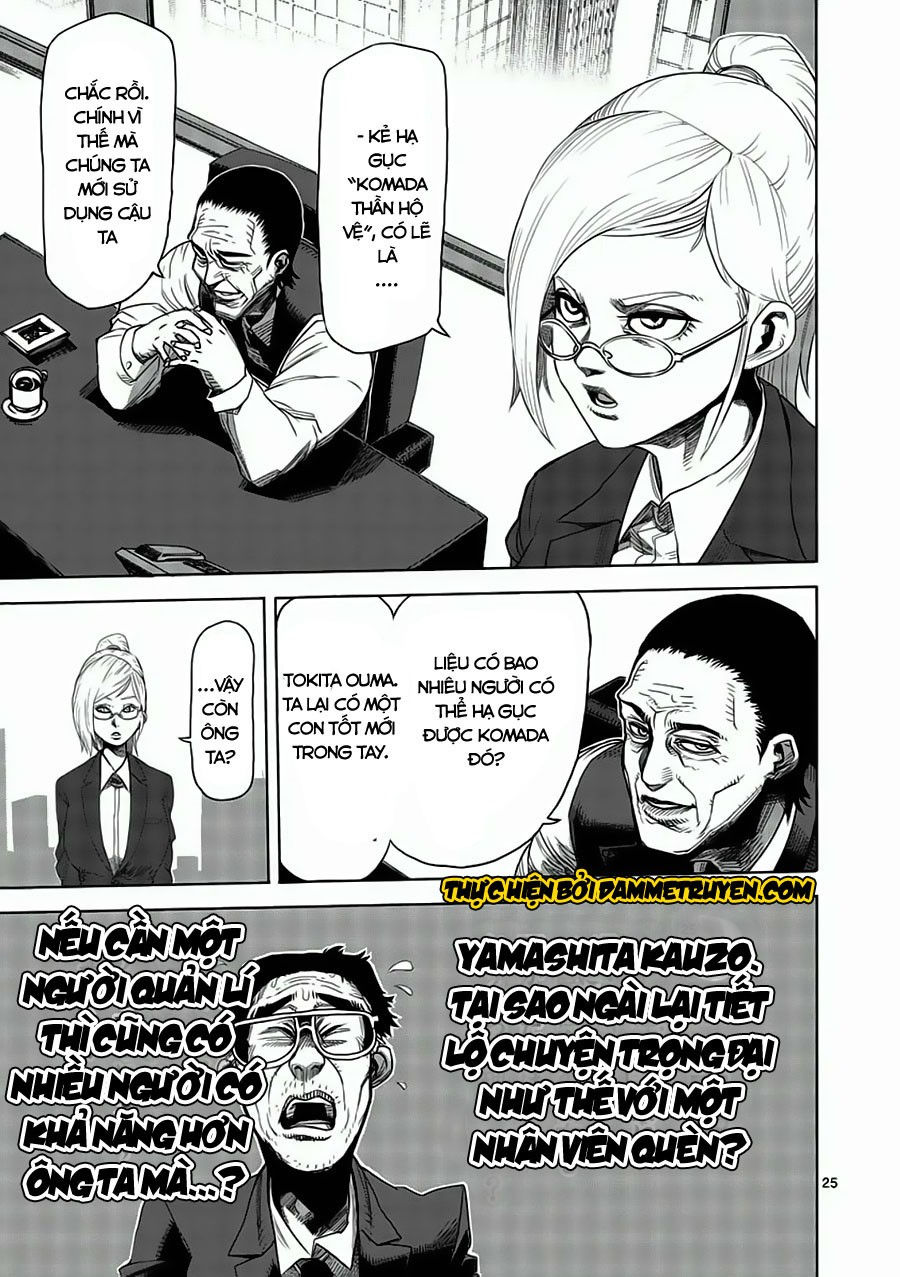 - KẺ HẠ
GỤC
"KOMADA
THẦN HỘ
VỆ", CÓ LẼ
LÀ
....
CHẮC RỒI.
CHÍNH VÌ
THẾ MÀ
CHÚNG TA
MỚI SỬ
DỤNG CẬU
TA
LIỆU CÓ BAO
NHIÊU NGƯỜI CÓ
THỂ HẠ GỤC
ĐƯỢC KOMADA
ĐÓ?
TOKITA OUMA.
TA LẠI CÓ MỘT
CON TỐT MỚI
TRONG TAY.
...VẬY
CÒN
ÔNG
TA?
THỰC HIỆN BỞI DAMMETRUYEN.COM
YAMASHITA KAUZO.
TẠI SAO NGÀI LẠI TIẾT
LỘ CHUYỆN TRỌNG ĐẠI
NHƯ THẾ VỚI MỘT
NHÂN VIÊN QUÈN?
NẾU CẦN MỘT
NGƯỜI QUẢN LÍ
THÌ CŨNG CÓ
NHIỀU NGƯỜI CÓ
KHẢ NĂNG HƠN
ÔNG TA MÀ...?
25